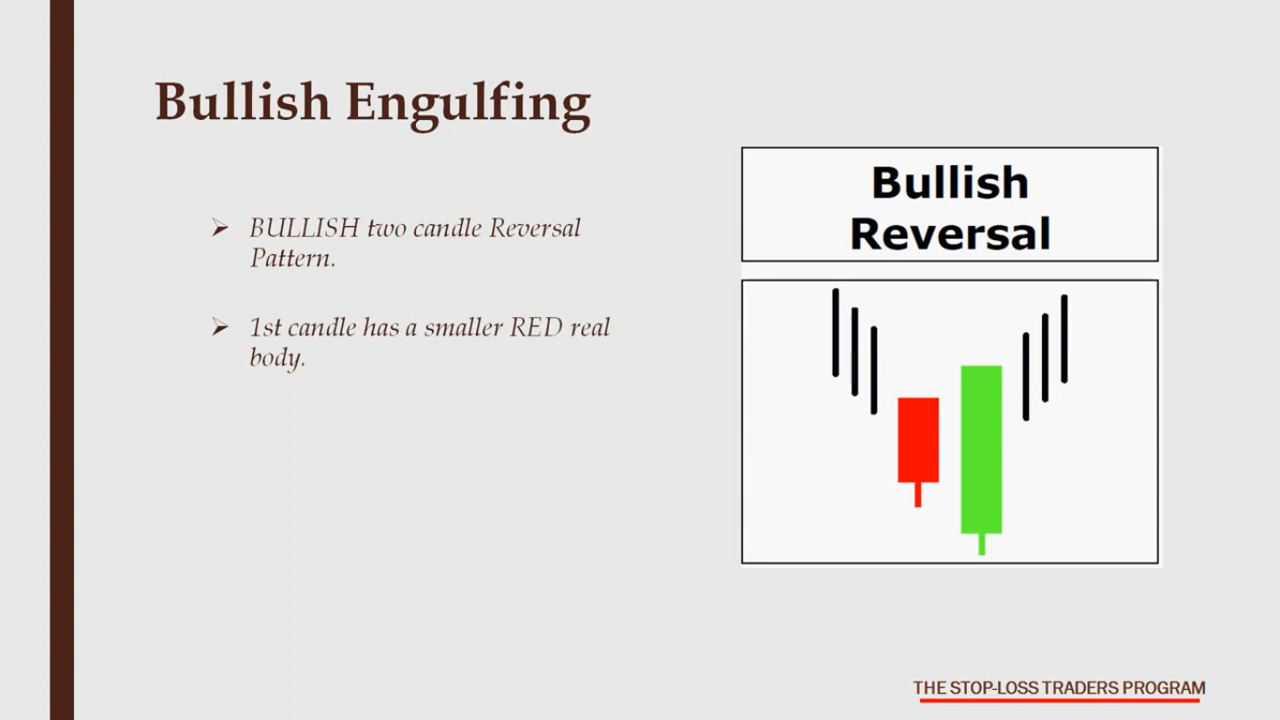 Bullish Engulfing
BULLISH two candle Reversal
Pattern.
1st candle has a smaller RED real
body.
Bullish
Reversal
THE STOP-LOSS TRADERS PROGRAM